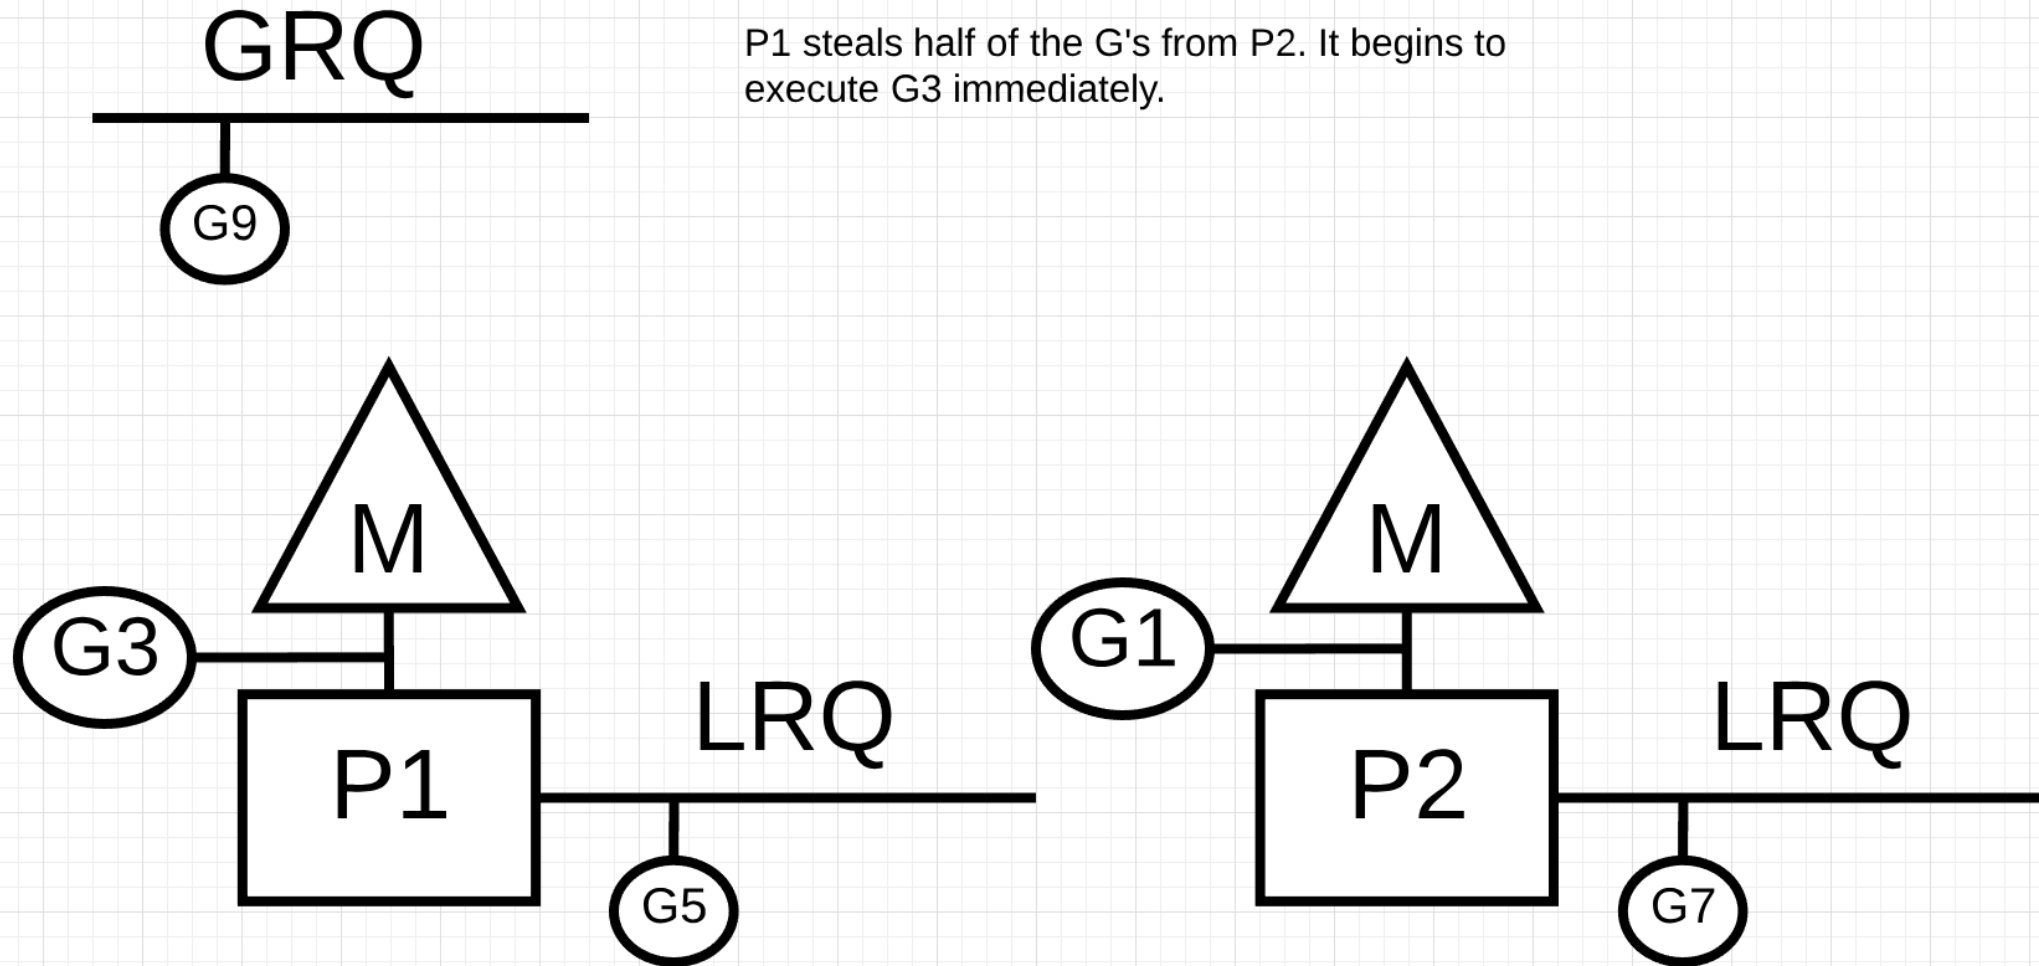 GRQ
P1 steals half of the G's from P2. It begins to
execute G3 immediately.
G9
M
M
G3
G1
LRQ
LRQ
P1
P2
G5
G7